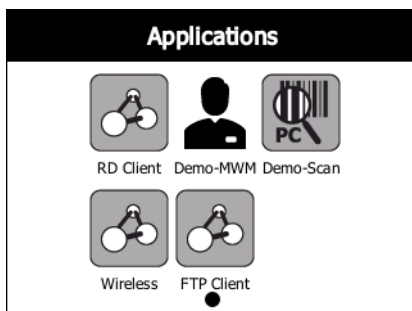 Applications
PC
RD Client Demo-MWM Demo-Scan
Wireless FTP Client